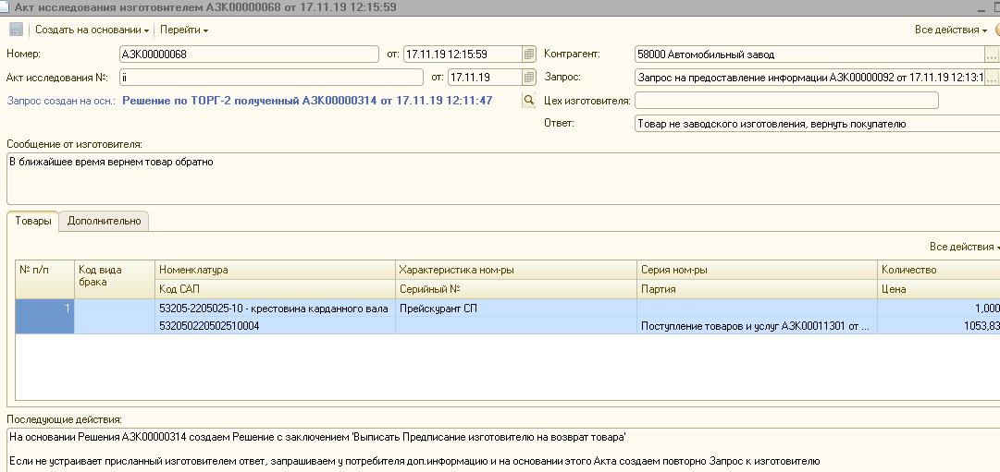 Акт исследования изготовителем АЗК00000068 от 17.11.19 12:15:59
Создать на основании Перейти Все действия
Номер: АЗК00000068 от: 17.11.19 12:15:59 Контрагент: 58000 Автомобильный завод ...
Акт исследования №: ii от: 17.11.19 Запрос: Запрос на предоставление информации АЗК00000092 от 17.11.19 12:13:1 ...
Запрос создан на осн.: Решение по ТОРГ-2 полученный АЗК00000314 от 17.11.19 12:11:47 Цех изготовителя:
Ответ: Товар не заводского изготовления, вернуть покупателю
Сообщение от изготовителя:
В ближайшее время вернем товар обратно
Товары Дополнительно
Все действия
№ п/п Код вида брака Номенклатура Характеристика ном-ры Серия ном-ры Количество
Код САП Серийный № Партия Цена
1 53205-2205025-10 - крестовина карданного вала Прейскурант СП 1,000
532050220502510004 Поступление товаров и услуг АЗК00011301 от ... 1053,83
Последующие действия:
На основании Решения АЗК00000314 создаем Решение с заключением 'Выписать Предписание изготовителю на возврат товара'
Если не устраивает присланный изготовителем ответ, запрашиваем у потребителя доп.информацию и на основании этого Акта создаем повторно Запрос к изготовителю